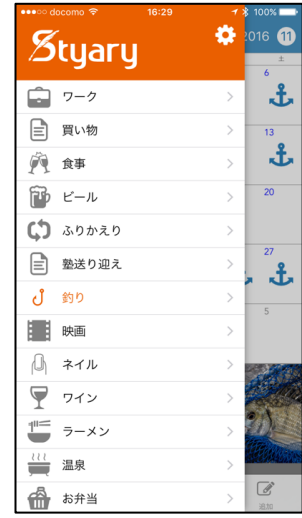 docomo 16:29 100%
Styary
2016 11
土
ワーク
6
買い物
食事
13
ビール
ふりかえり
20
塾送り迎え
27
釣り
映画
5
ネイル
ワイン
ラーメン
温泉
お弁当
追加